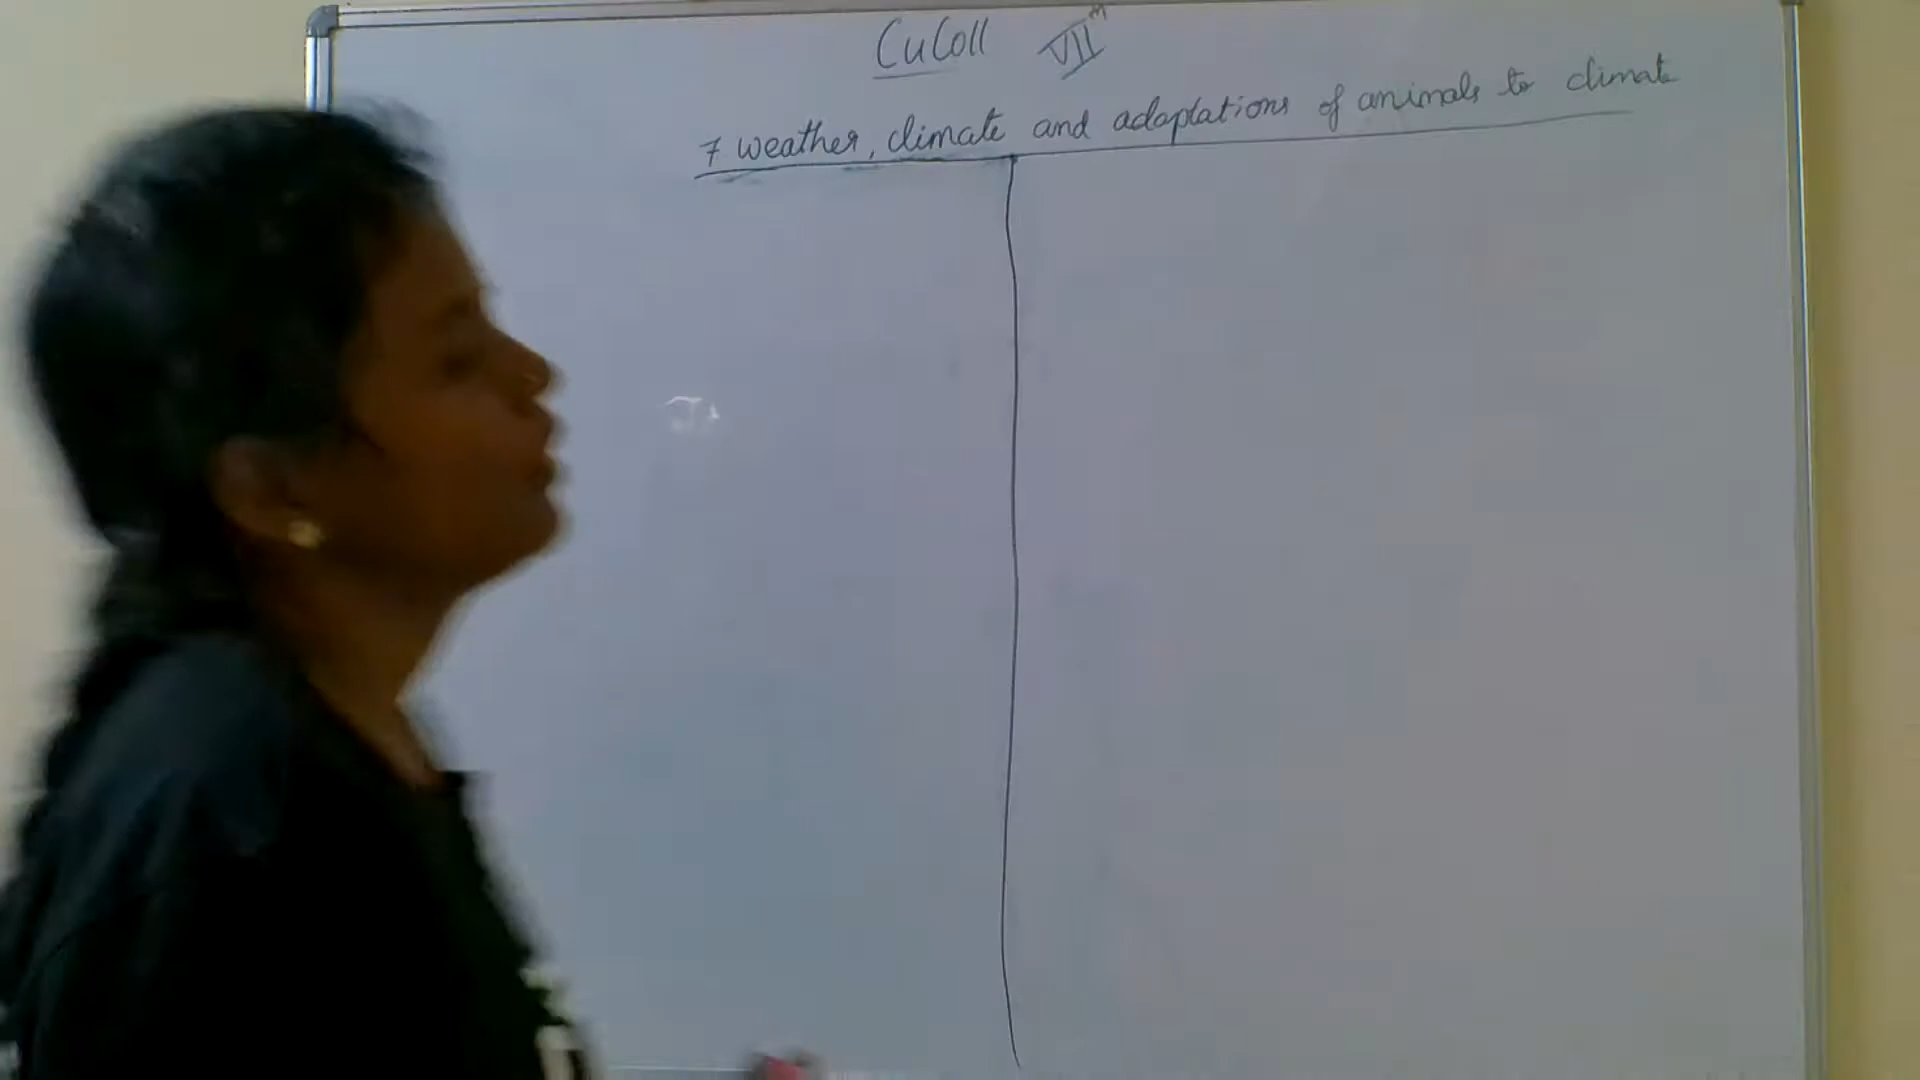 CuColl VII
7 weather, climate and adaptations of animals to climate